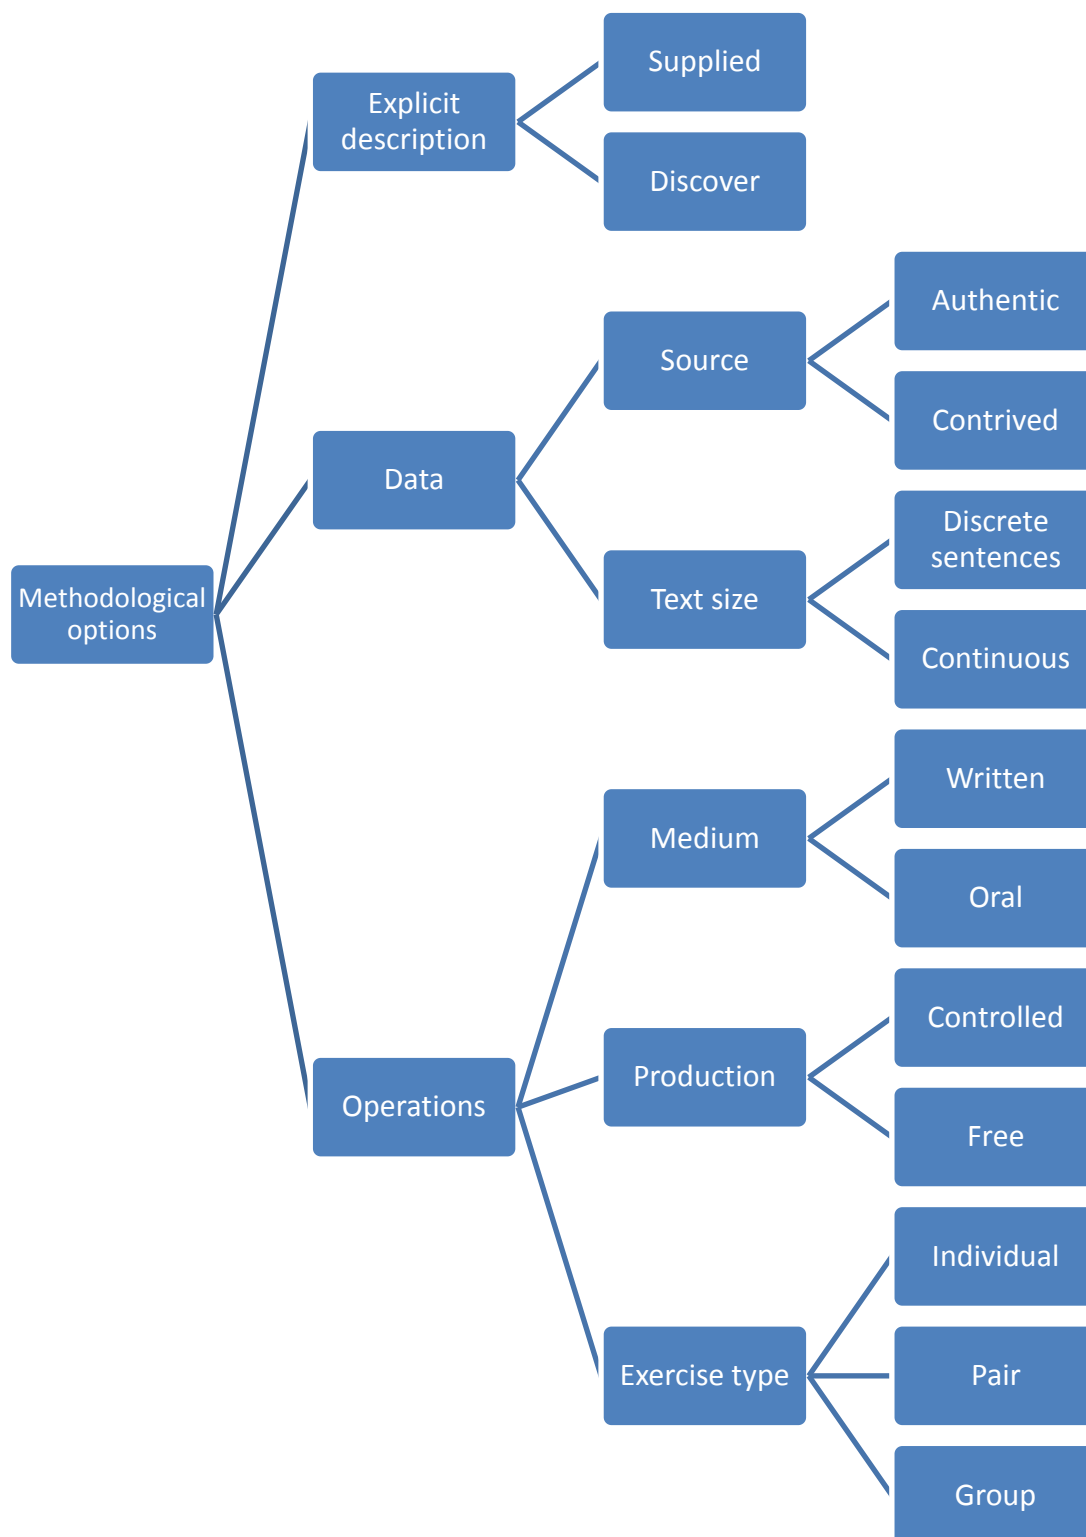 Methodological
options
Explicit
description
Supplied
Discover
Data
Source
Authentic
Contrived
Text size
Discrete
sentences
Continuous
Operations
Medium
Written
Oral
Production
Controlled
Free
Exercise type
Individual
Pair
Group